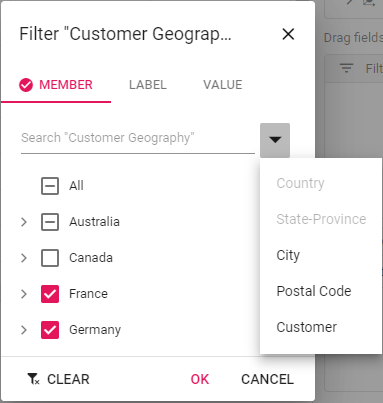 Filter "Customer Geograp...
Drag fields
MEMBER LABEL VALUE
Filt
Search "Customer Geography"
All
Australia
Canada
France
Germany
Country
State-Province
City
Postal Code
Customer
CLEAR OK CANCEL